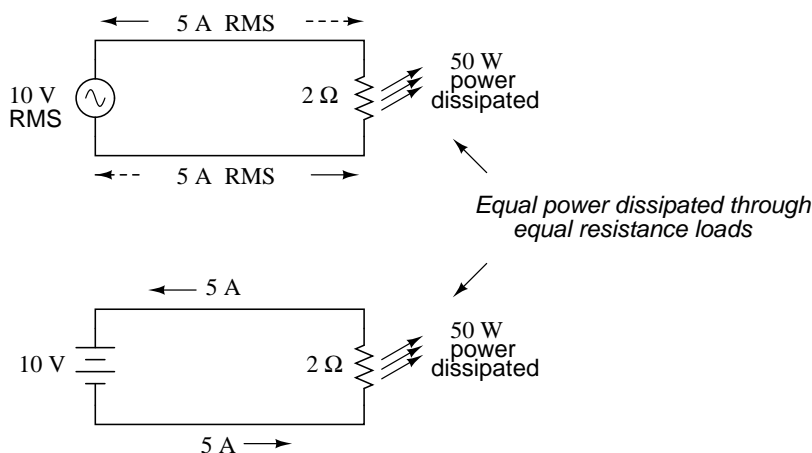 5 A RMS
10 V
RMS
2 Ω
50 W
power
dissipated
5 A RMS
Equal power dissipated through
equal resistance loads
5 A
10 V
2 Ω
50 W
power
dissipated
5 A